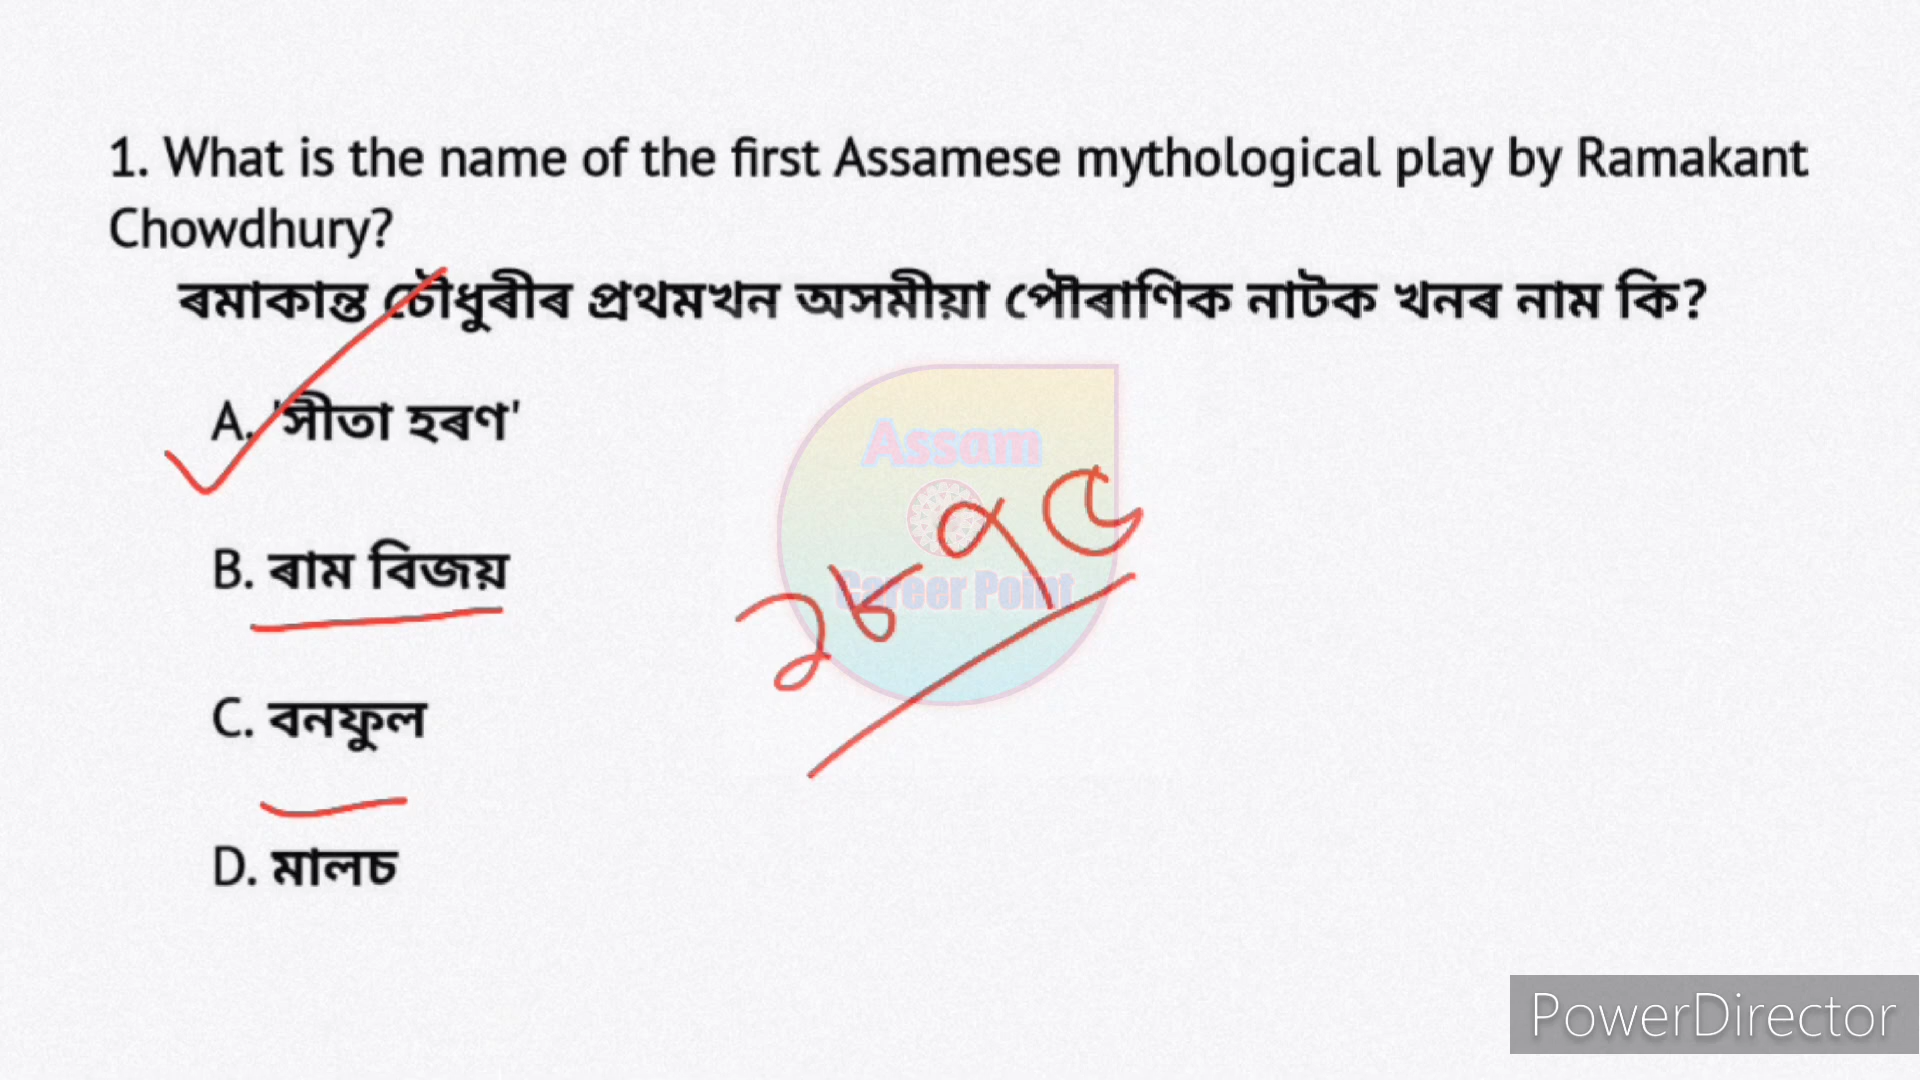 1. What is the name of the first Assamese mythological play by Ramakant
Chowdhury?
ৰমাকান্ত চৌধুৰীৰ প্ৰথমখন অসমীয়া পৌৰাণিক নাটক খনৰ নাম কি?
A. 'সীতা হৰণ'
Assam
১৮৭৫
Career Point
B. ৰাম বিজয়
C. বনফুল
D. মালচ
PowerDirector